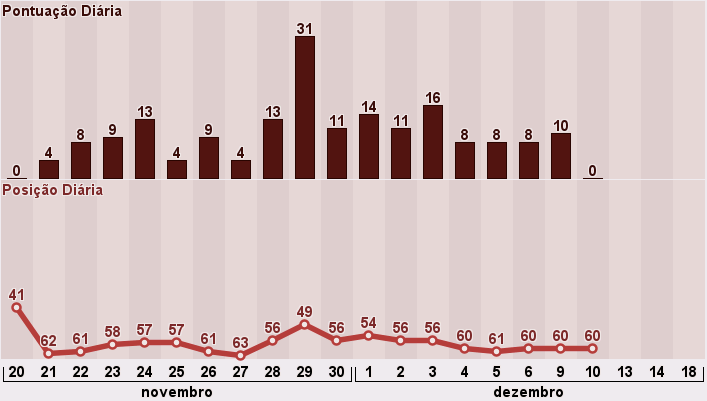 Pontuação Diária
0 4 8 9 13 4 9 4 13 31 11 14 11 16 8 8 8 10 0
Posição Diária
41 62 61 58 57 57 61 63 56 49 56 54 56 56 60 61 60 60 60
20 21 22 23 24 25 26 27 28 29 30 1 2 3 4 5 6 9 10 13 14 18
novembro dezembro